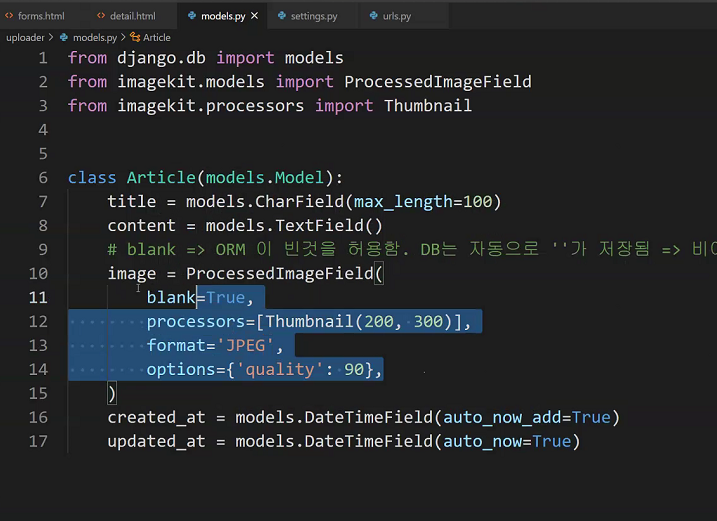 forms.html detail.html models.py settings.py urls.py
uploader > models.py > Article
1 from django.db import models
2 from imagekit.models import ProcessedImageField
3 from imagekit.processors import Thumbnail
4
5
6 class Article(models.Model):
7 title = models.CharField(max_length=100)
8 content = models.TextField()
9 # blank => ORM 이 빈것을 허용함. DB는 자동으로 ''가 저장됨 => 비어
10 image = ProcessedImageField(
11 blank=True,
12 processors=[Thumbnail(200, 300)],
13 format='JPEG',
14 options={'quality': 90},
15 )
16 created_at = models.DateTimeField(auto_now_add=True)
17 updated_at = models.DateTimeField(auto_now=True)